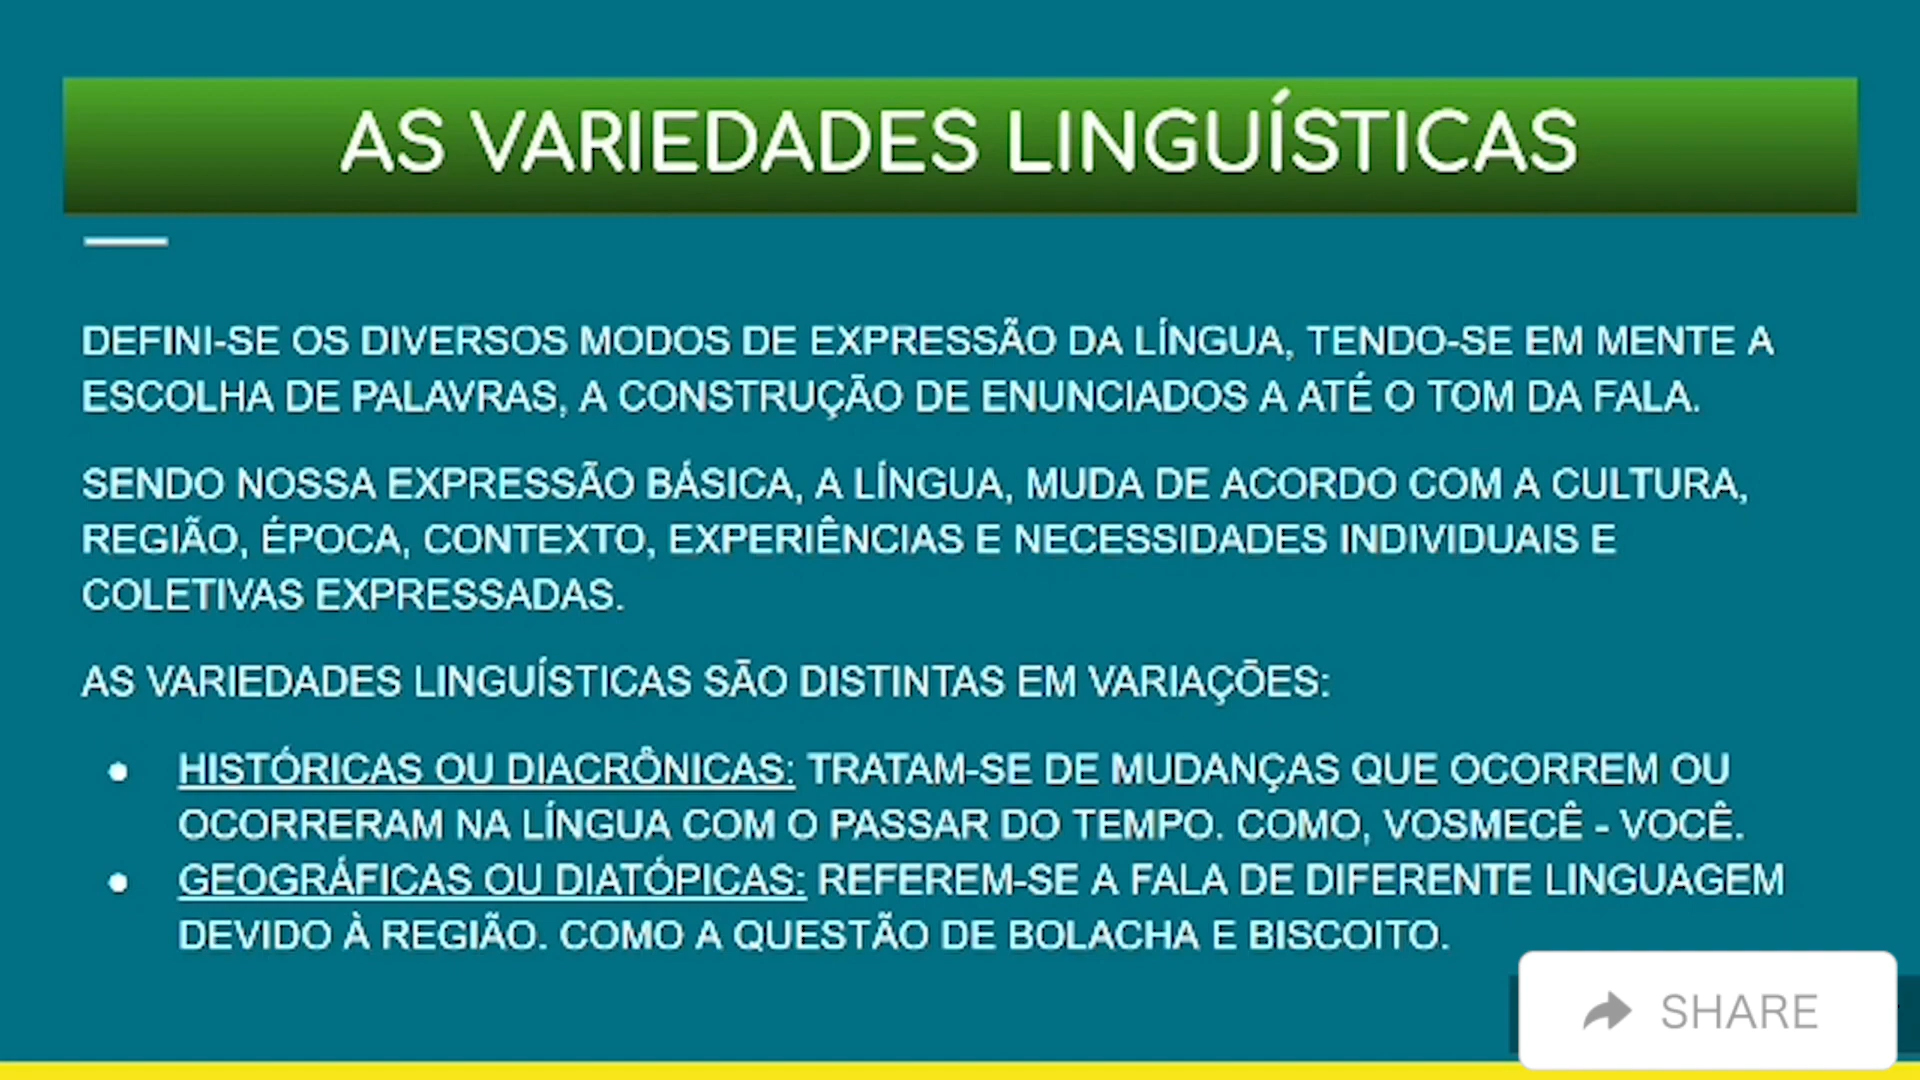 AS VARIEDADES LINGUÍSTICAS
DEFINI-SE OS DIVERSOS MODOS DE EXPRESSÃO DA LÍNGUA, TENDO-SE EM MENTE A
ESCOLHA DE PALAVRAS, A CONSTRUÇÃO DE ENUNCIADOS A ATÉ O TOM DA FALA.
SENDO NOSSA EXPRESSÃO BÁSICA, A LÍNGUA, MUDA DE ACORDO COM A CULTURA,
REGIÃO, ÉPOCA, CONTEXTO, EXPERIÊNCIAS E NECESSIDADES INDIVIDUAIS E
COLETIVAS EXPRESSADAS.
AS VARIEDADES LINGUÍSTICAS SÃO DISTINTAS EM VARIAÇÕES:
● HISTÓRICAS OU DIACRÔNICAS: TRATAM-SE DE MUDANÇAS QUE OCORREM OU
OCORRERAM NA LÍNGUA COM O PASSAR DO TEMPO. COMO, VOSMECÊ - VOCÊ.
● GEOGRÁFICAS OU DIATÓPICAS: REFEREM-SE A FALA DE DIFERENTE LINGUAGEM
DEVIDO À REGIÃO. COMO A QUESTÃO DE BOLACHA E BISCOITO.
SHARE